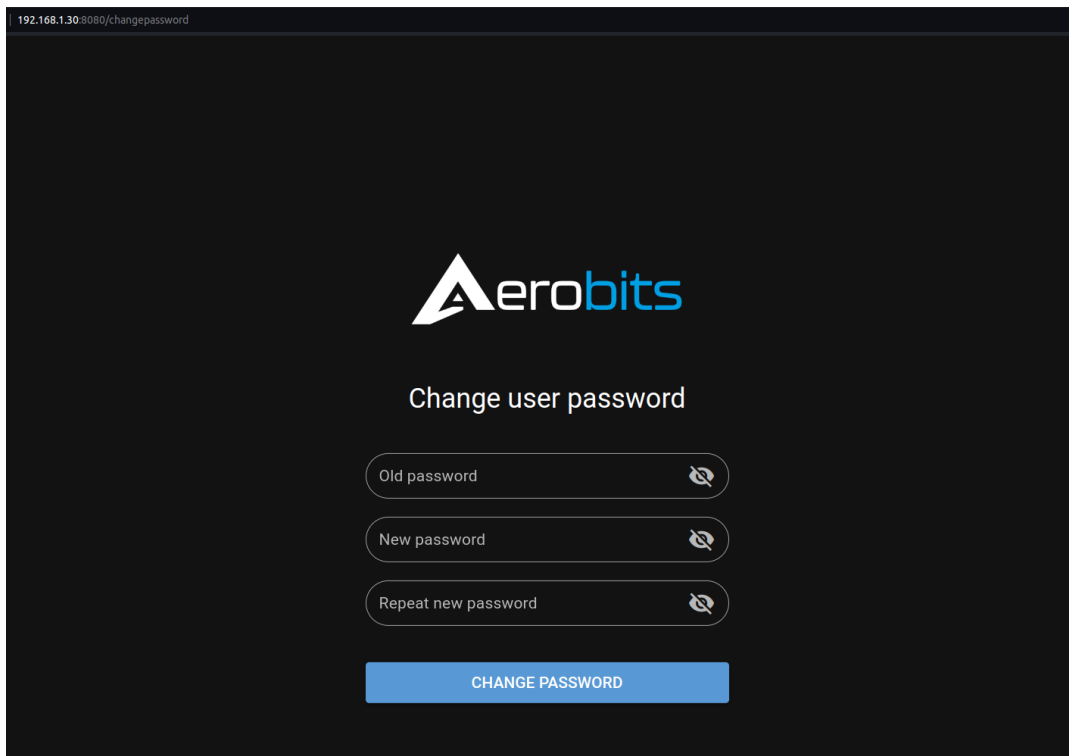 192.168.1.30:8080/changepassword
Aerobits
Change user password
Old password
New password
Repeat new password
CHANGE PASSWORD